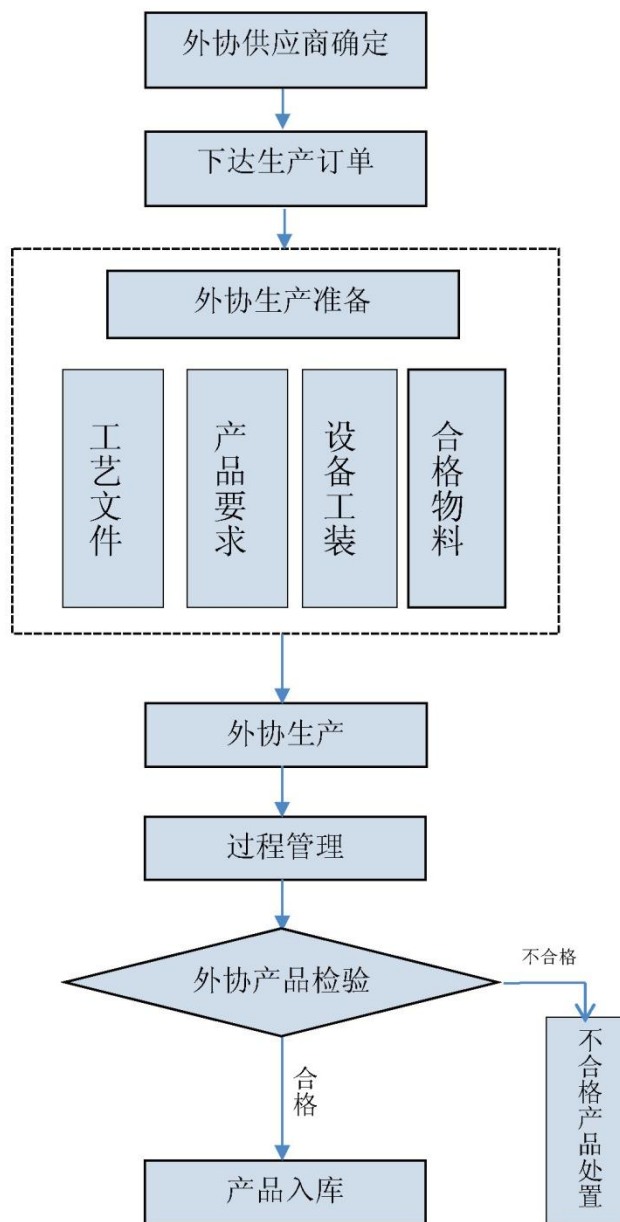 外协供应商确定
下达生产订单
外协生产准备
工艺文件
产品要求
设备工装
合格物料
外协生产
过程管理
外协产品检验
不合格
合格
不合格产品处置
产品入库